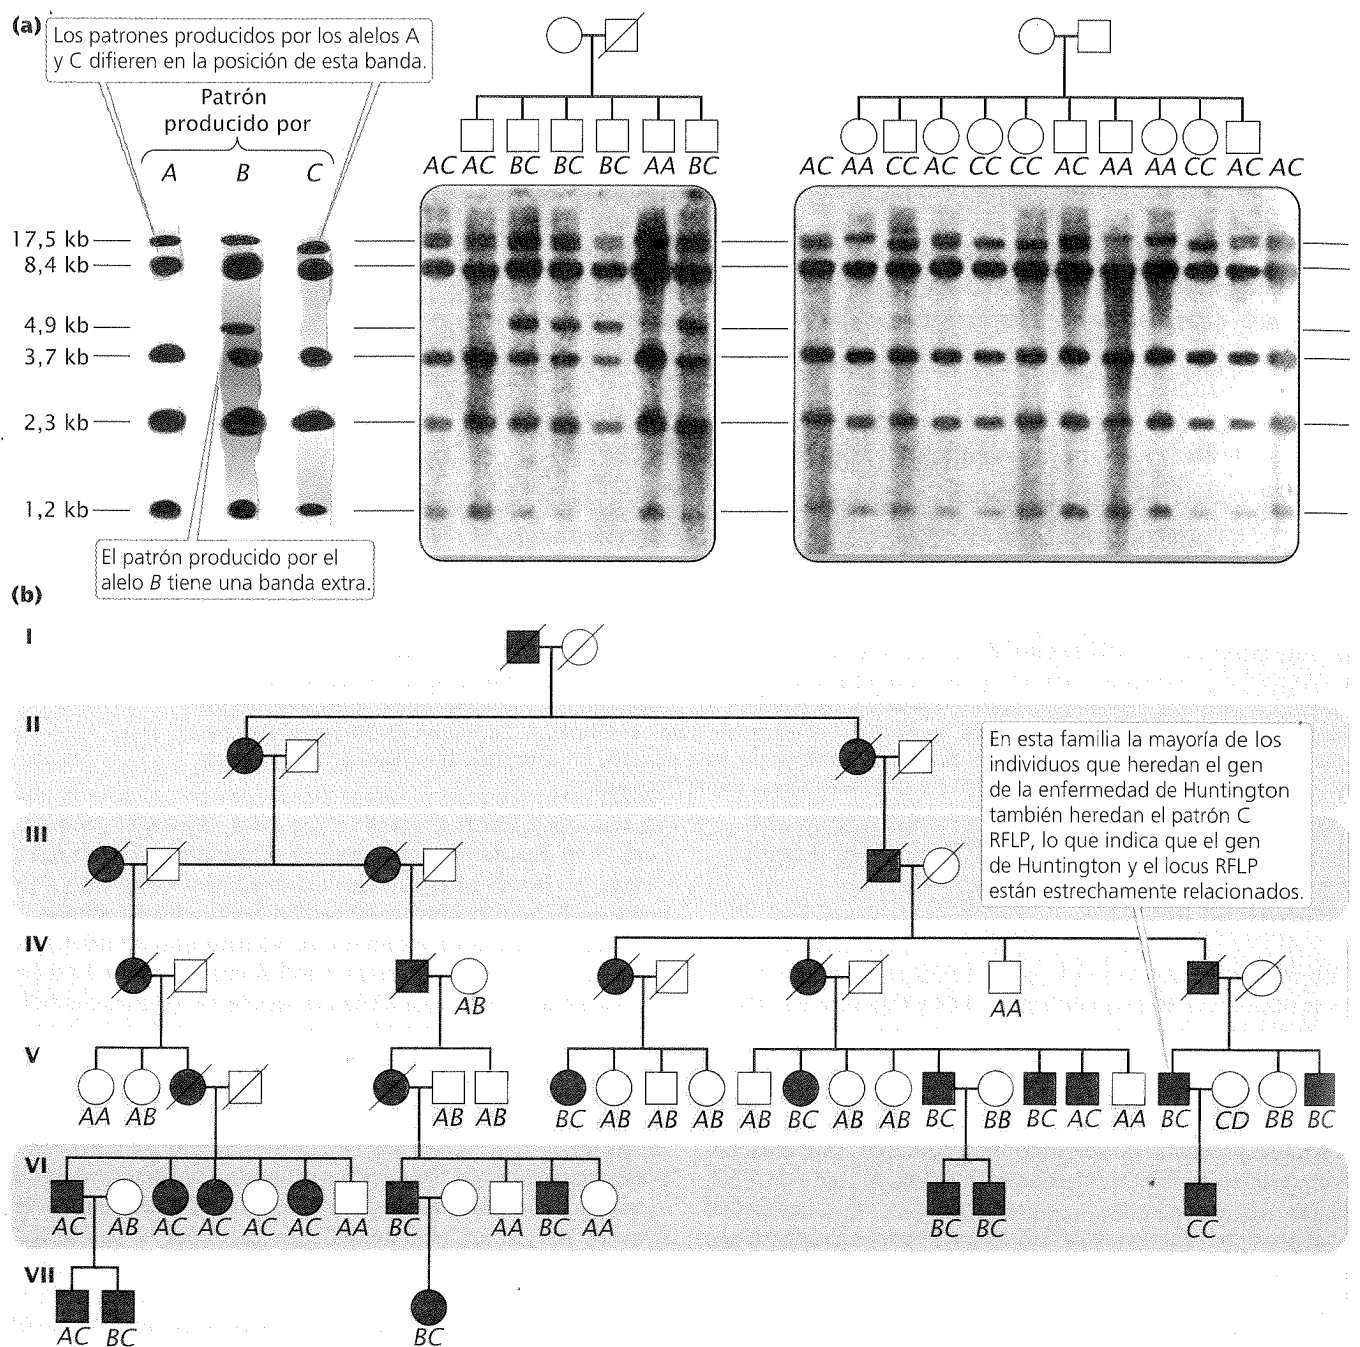 (a)
Los patrones producidos por los alelos A
y C difieren en la posición de esta banda.
Patrón
producido por
A B C
AC AC BC BC BC AA BC
AC AA CC AC CC CC AC AA AA CC AC AC
17,5 kb
8,4 kb
4,9 kb
3,7 kb
2,3 kb
1,2 kb
El patrón producido por el
alelo B tiene una banda extra.
(b)
I
II
En esta familia la mayoría de los
individuos que heredan el gen
de la enfermedad de Huntington
también heredan el patrón C
RFLP, lo que indica que el gen
de Huntington y el locus RFLP
están estrechamente relacionados.
III
IV
AB AA
V
AA AB AB AB BC AB AB AB AB BC AB AB BC BB BC AC AA BC CD BB BC
VI
AC AB AC AC AC AC AA BC AA BC AA BC BC CC
VII
AC BC BC